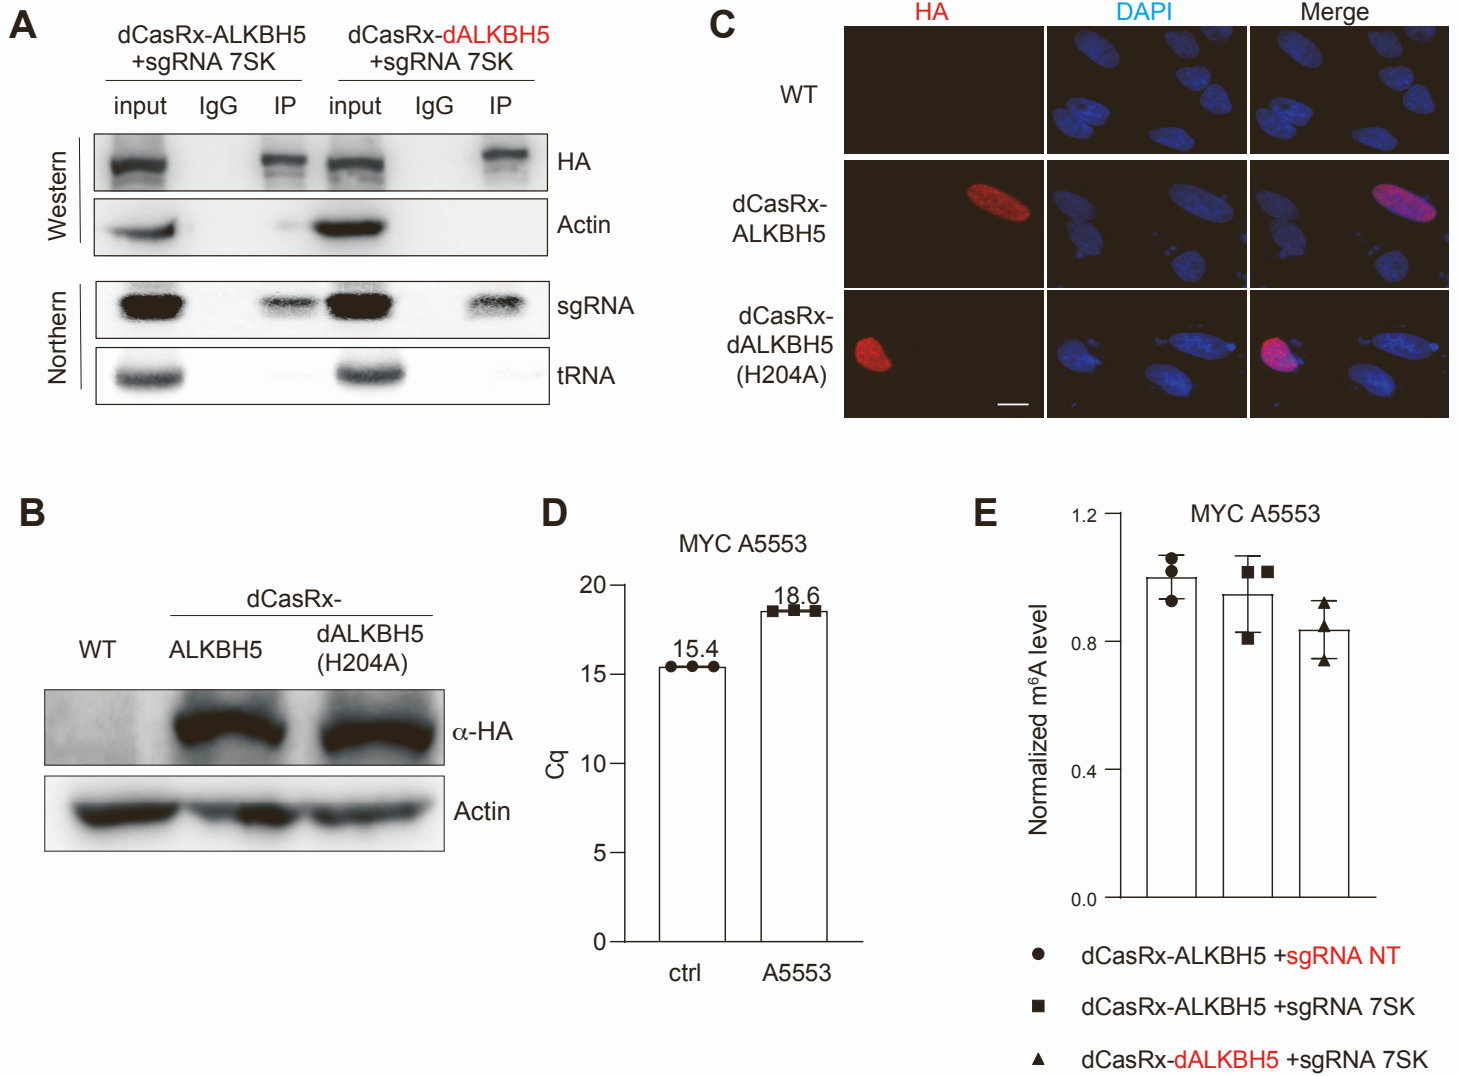 A
dCasRx-ALKBH5
+sgRNA 7SK
dCasRx-dALKBH5
+sgRNA 7SK
input IgG IP input IgG IP
Western
HA
Actin
Northern
sgRNA
tRNA
B
dCasRx-
WT
ALKBH5
dALKBH5
(H204A)
α-HA
Actin
C
HA DAPI Merge
WT
dCasRx-
ALKBH5
dCasRx-
dALKBH5
(H204A)
D
MYC A5553
Cq
20
15
10
5
0
15.4
18.6
ctrl A5553
E
MYC A5553
Normalized m⁶A level
1.2
0.8
0.4
0.0
dCasRx-ALKBH5 +sgRNA NT
dCasRx-ALKBH5 +sgRNA 7SK
dCasRx-dALKBH5 +sgRNA 7SK